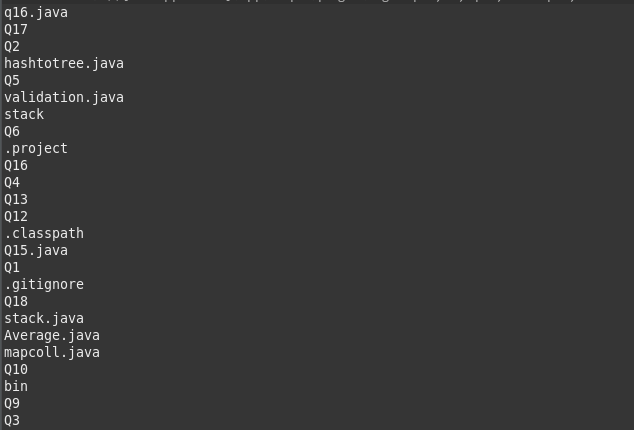 q16.java
Q17
Q2
hashtotree.java
Q5
validation.java
stack
Q6
.project
Q16
Q4
Q13
Q12
.classpath
Q15.java
Q1
.gitignore
Q18
stack.java
Average.java
mapcoll.java
Q10
bin
Q9
Q3